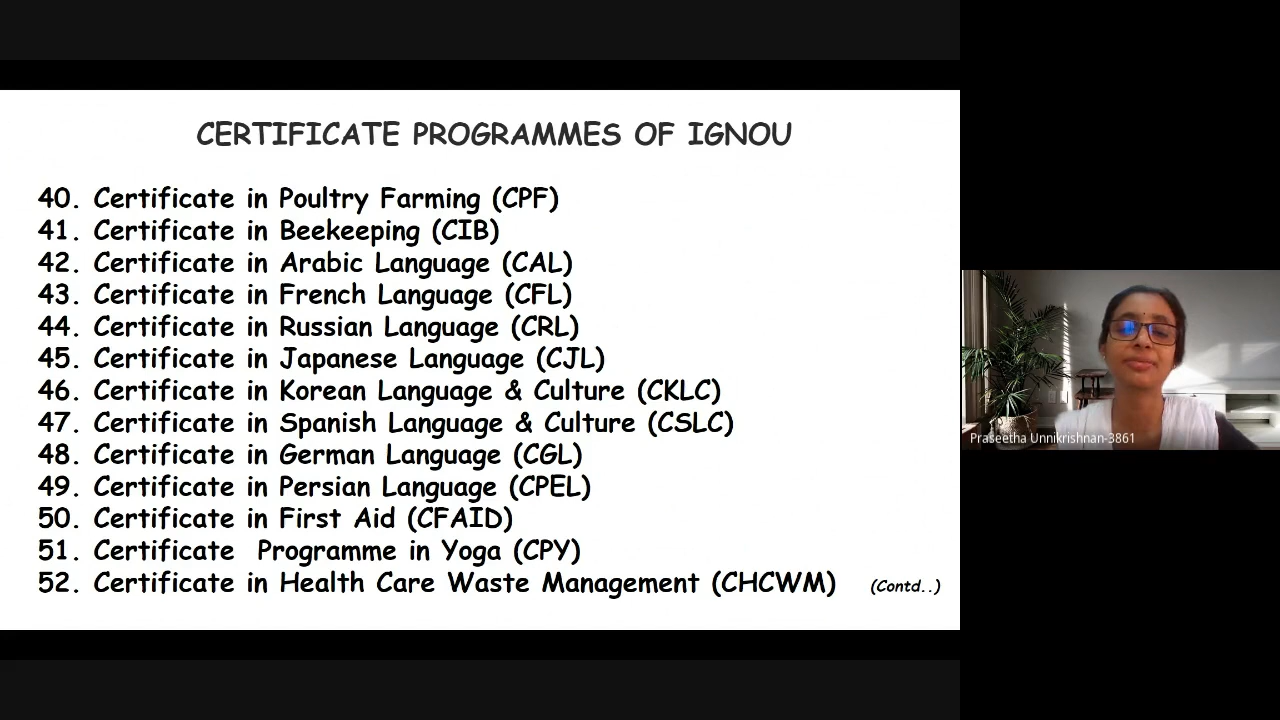 CERTIFICATE PROGRAMMES OF IGNOU
40. Certificate in Poultry Farming (CPF)
41. Certificate in Beekeeping (CIB)
42. Certificate in Arabic Language (CAL)
43. Certificate in French Language (CFL)
44. Certificate in Russian Language (CRL)
45. Certificate in Japanese Language (CJL)
46. Certificate in Korean Language & Culture (CKLC)
47. Certificate in Spanish Language & Culture (CSLC)
48. Certificate in German Language (CGL)
49. Certificate in Persian Language (CPEL)
50. Certificate in First Aid (CFAID)
51. Certificate  Programme in Yoga (CPY)
52. Certificate in Health Care Waste Management (CHCWM) (Contd..)
Praseetha Unnikrishnan-3861